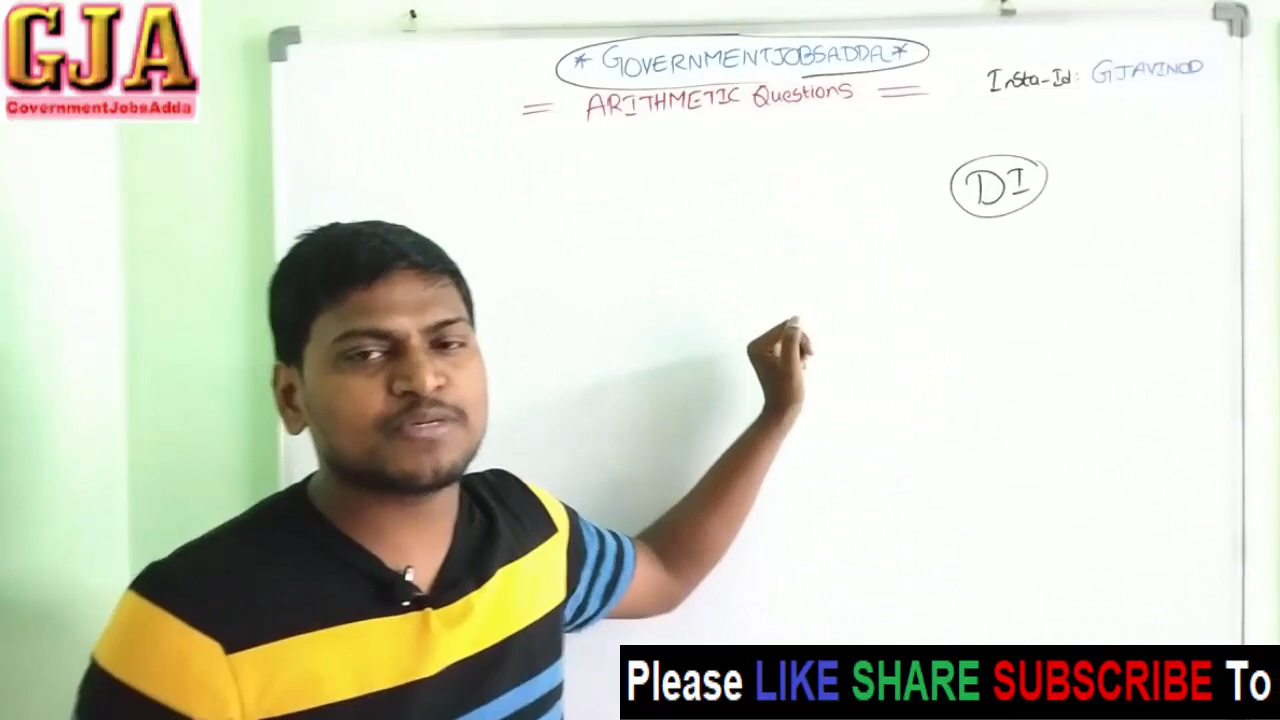 GJA
GovernmentJobsAdda
* GOVERNMENTJOBSADDA *
Insta-Id: GJAVINOD
= ARITHMETIC Questions =
DI
Please LIKE SHARE SUBSCRIBE To